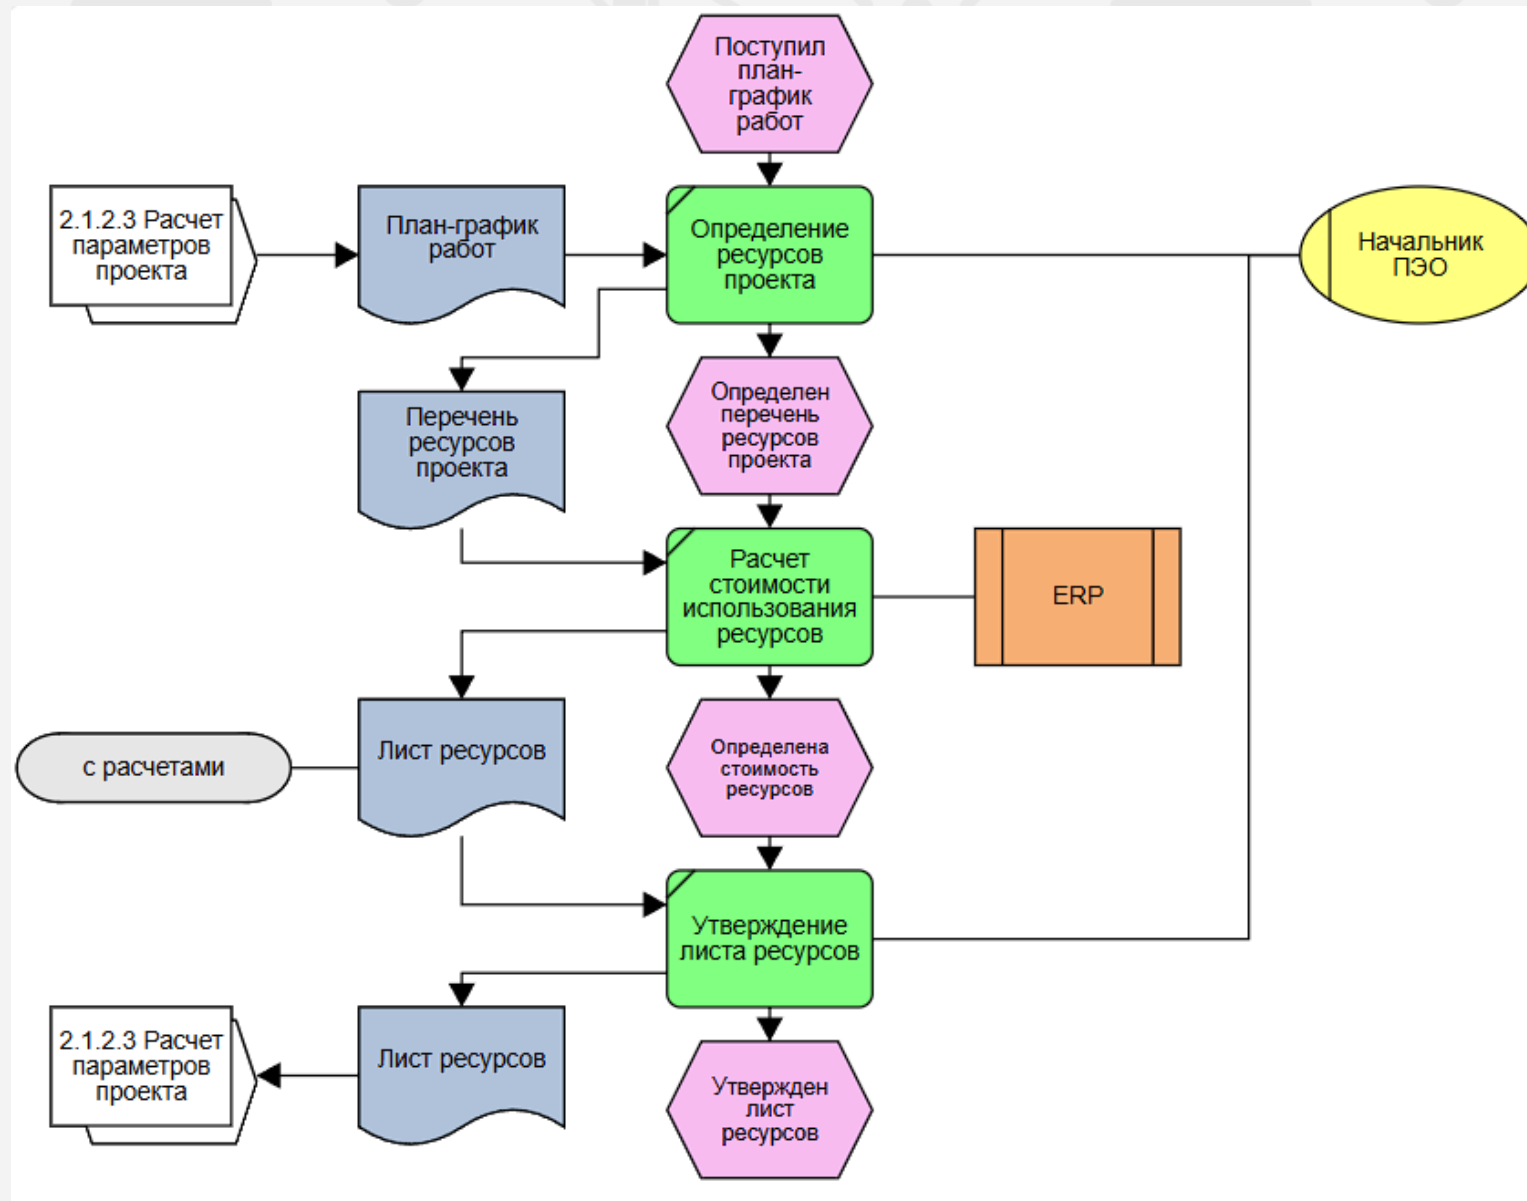 Поступил
план-
график
работ
2.1.2.3 Расчет
параметров
проекта
План-график
работ
Определение
ресурсов
проекта
Начальник
ПЭО
Перечень
ресурсов
проекта
Определен
перечень
ресурсов
проекта
Расчет
стоимости
использования
ресурсов
ERP
с расчетами
Лист ресурсов
Определена
стоимость
ресурсов
Утверждение
листа ресурсов
2.1.2.3 Расчет
параметров
проекта
Лист ресурсов
Утвержден
лист
ресурсов